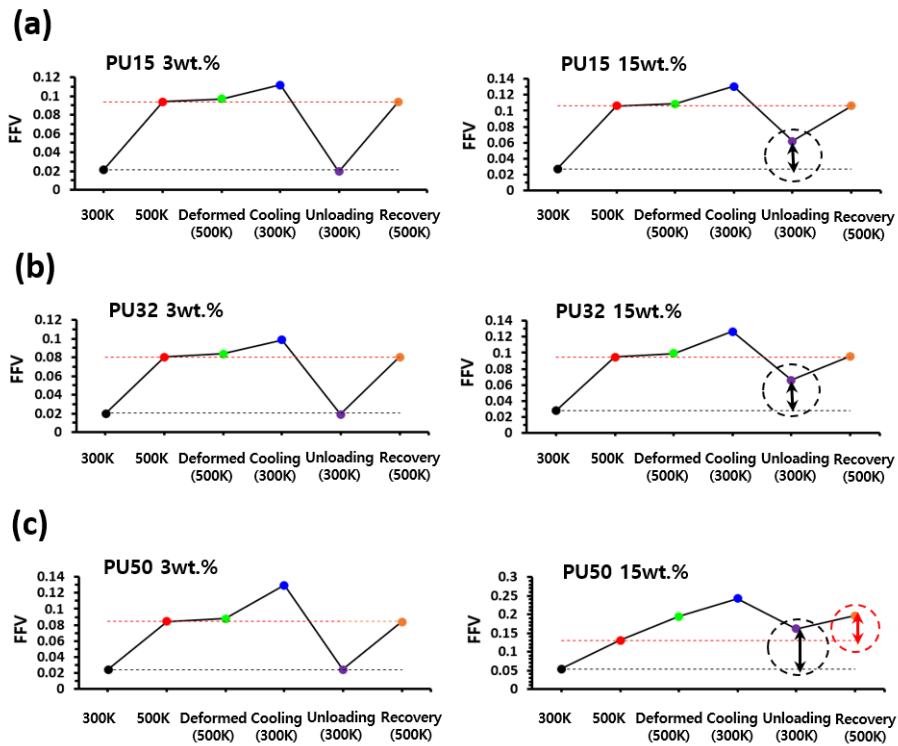 (a)
PU15 3wt.%
0.12
0.1
0.08
0.06
0.04
0.02
0
FFV
300K 500K Deformed Cooling Unloading Recovery
(500K) (300K) (300K) (500K)
PU15 15wt.%
0.14
0.12
0.1
0.08
0.06
0.04
0.02
0
FFV
300K 500K Deformed Cooling Unloading Recovery
(500K) (300K) (300K) (500K)
(b)
PU32 3wt.%
0.12
0.1
0.08
0.06
0.04
0.02
0
FFV
300K 500K Deformed Cooling Unloading Recovery
(500K) (300K) (300K) (500K)
PU32 15wt.%
0.14
0.12
0.1
0.08
0.06
0.04
0.02
0
FFV
300K 500K Deformed Cooling Unloading Recovery
(500K) (300K) (300K) (500K)
(c)
PU50 3wt.%
0.14
0.12
0.1
0.08
0.06
0.04
0.02
0
FFV
300K 500K Deformed Cooling Unloading Recovery
(500K) (300K) (300K) (500K)
PU50 15wt.%
0.3
0.25
0.2
0.15
0.1
0.05
0
FFV
300K 500K Deformed Cooling Unloading Recovery
(500K) (300K) (300K) (500K)